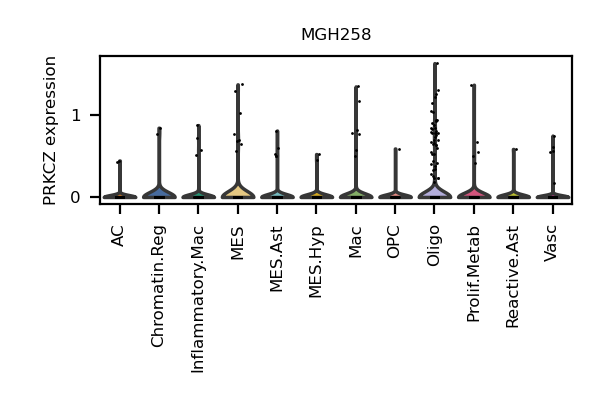 MGH258
PRKCZ expression
1
0
AC
Chromatin.Reg
Inflammatory.Mac
MES
MES.Ast
MES.Hyp
Mac
OPC
Oligo
Prolif.Metab
Reactive.Ast
Vasc